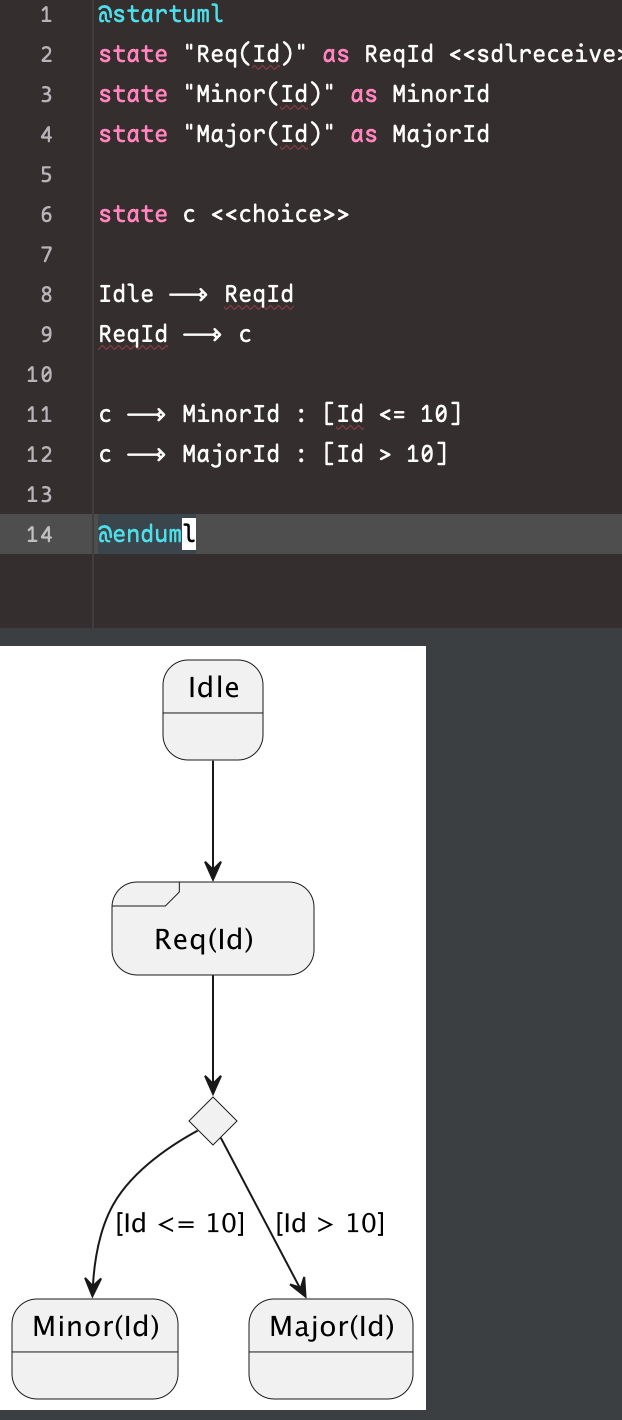 1 @startuml
2 state "Req(Id)" as ReqId <<sdlreceive>
3 state "Minor(Id)" as MinorId
4 state "Major(Id)" as MajorId
5
6 state c <<choice>>
7
8 Idle --> ReqId
9 ReqId --> c
10
11 c --> MinorId : [Id <= 10]
12 c --> MajorId : [Id > 10]
13
14 @enduml
Idle
Req(Id)
[Id <= 10] [Id > 10]
Minor(Id) Major(Id)